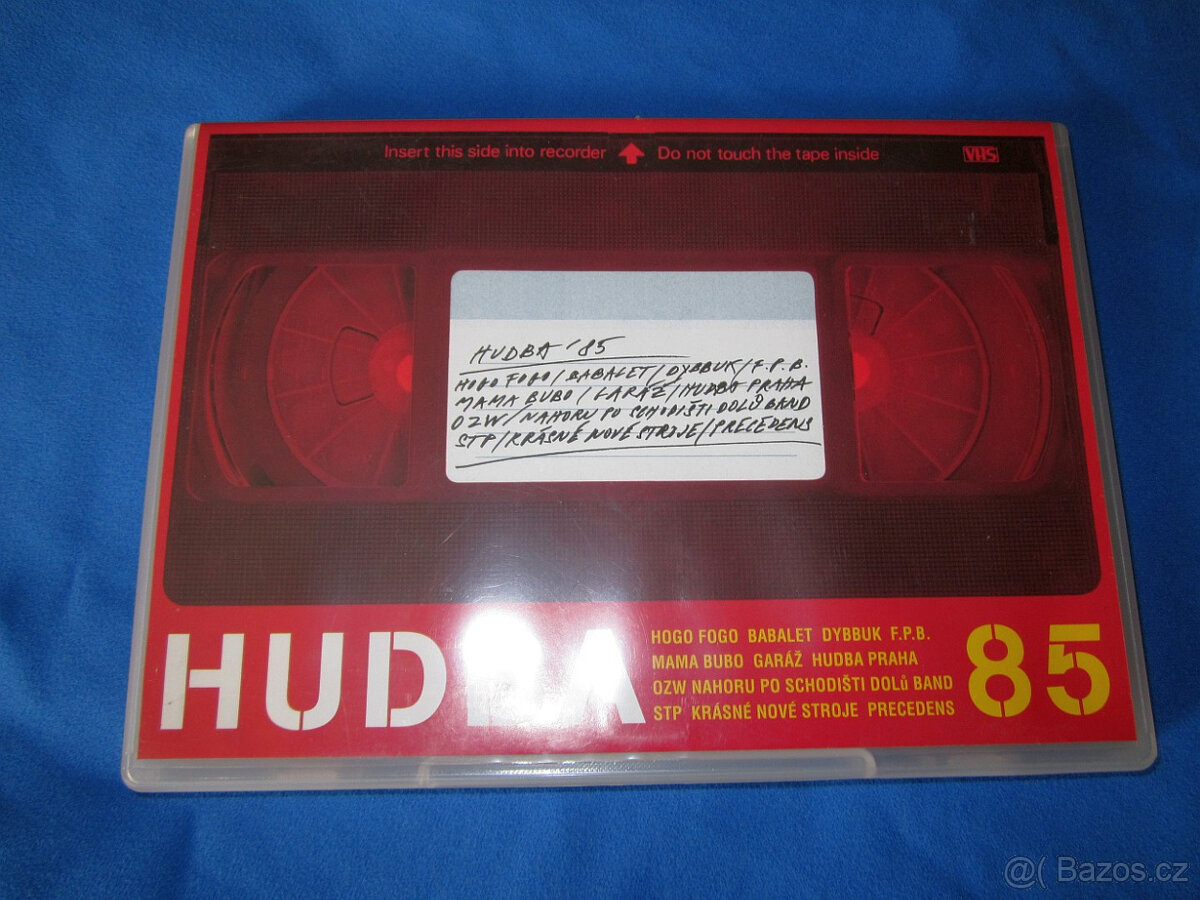 Insert this side into recorder Do not touch the tape inside VHS
HUDBA '85
HOGO FOGO / BABALET / DYBBUK / F.P.B.
MAMA BUBO / GARÁŽ / HUDBA PRAHA
OZW / NAHORU PO SCHODIŠTI DOLŮ BAND
STP / KRÁSNÉ NOVÉ STROJE / PRECEDENS
HUDBA 85
HOGO FOGO BABALET DYBBUK F.P.B.
MAMA BUBO GARÁŽ HUDBA PRAHA
OZW NAHORU PO SCHODIŠTI DOLů BAND
STP KRÁSNÉ NOVÉ STROJE PRECEDENS
@( Bazos.cz